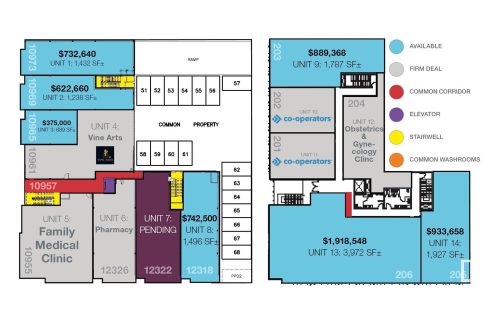 10973
$732,640
UNIT 1: 1,432 SF±
RAMP
10969
$622,660
UNIT 2: 1,238 SF±
51 52 53 54 55 56
57
$375,000
UNIT 3: 689 SF±
UNIT 4:
Vine Arts
COMMON PROPERTY
10961
58 59 60 61
62
63
64
65
66
67
68
10957
UNIT 5:
Family
Medical
Clinic
10955
UNIT 6:
Pharmacy
12326
UNIT 7:
PENDING
12322
$742,500
UNIT 8:
1,496 SF±
12318
203
$889,368
UNIT 9: 1,787 SF±
202
UNIT 10:
co-operators
201
UNIT 11:
co-operators
204
UNIT 12:
Obstetrics
& Gyne-
cology
Clinc
$1,918,548
UNIT 13: 3,972 SF±
206
$933,658
UNIT 14:
1,927 SF±
205
AVAILABLE
FIRM DEAL
COMMON CORRIDOR
ELEVATOR
STAIRWELL
COMMON WASHROOMS